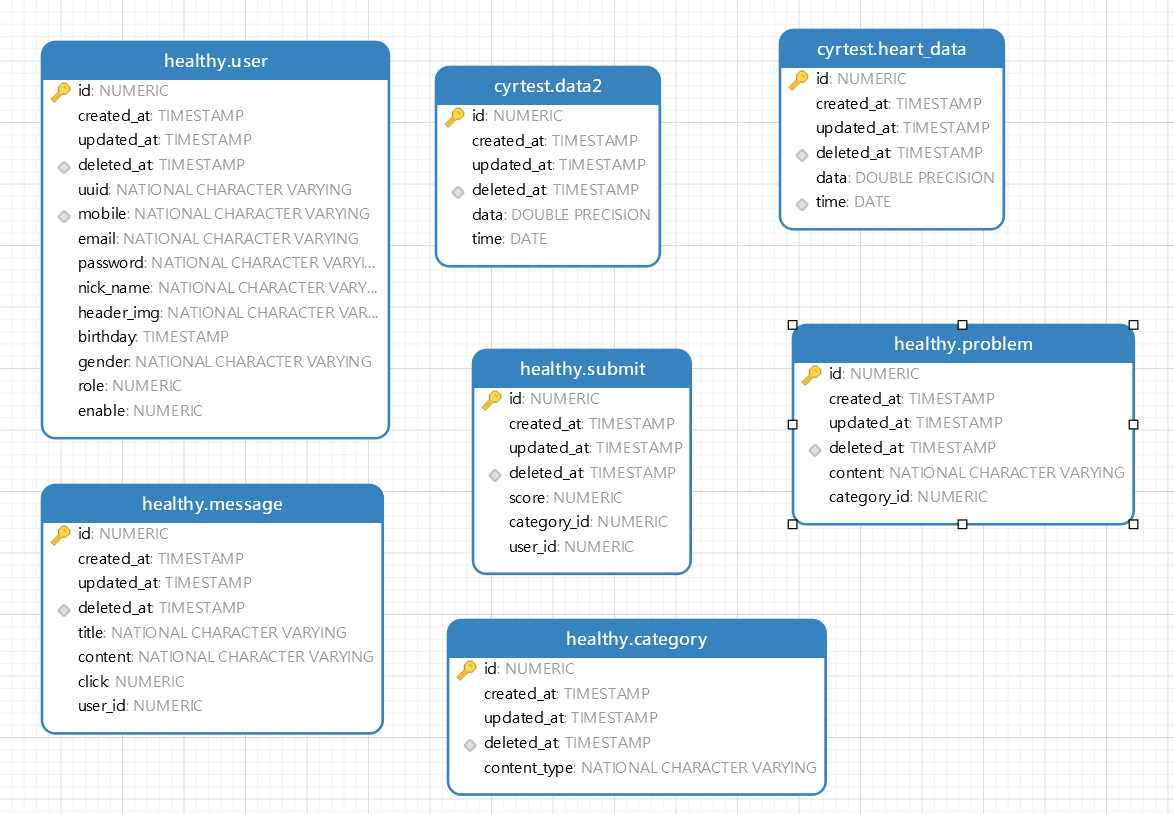 healthy.user
id: NUMERIC
created_at: TIMESTAMP
updated_at: TIMESTAMP
deleted_at: TIMESTAMP
uuid: NATIONAL CHARACTER VARYING
mobile: NATIONAL CHARACTER VARYING
email: NATIONAL CHARACTER VARYING
password: NATIONAL CHARACTER VARYI...
nick_name: NATIONAL CHARACTER VARY...
header_img: NATIONAL CHARACTER VAR...
birthday: TIMESTAMP
gender: NATIONAL CHARACTER VARYING
role: NUMERIC
enable: NUMERIC
cyrtest.data2
id: NUMERIC
created_at: TIMESTAMP
updated_at: TIMESTAMP
deleted_at: TIMESTAMP
data: DOUBLE PRECISION
time: DATE
cyrtest.heart_data
id: NUMERIC
created_at: TIMESTAMP
updated_at: TIMESTAMP
deleted_at: TIMESTAMP
data: DOUBLE PRECISION
time: DATE
healthy.submit
id: NUMERIC
created_at: TIMESTAMP
updated_at: TIMESTAMP
deleted_at: TIMESTAMP
score: NUMERIC
category_id: NUMERIC
user_id: NUMERIC
healthy.problem
id: NUMERIC
created_at: TIMESTAMP
updated_at: TIMESTAMP
deleted_at: TIMESTAMP
content: NATIONAL CHARACTER VARYING
category_id: NUMERIC
healthy.message
id: NUMERIC
created_at: TIMESTAMP
updated_at: TIMESTAMP
deleted_at: TIMESTAMP
title: NATIONAL CHARACTER VARYING
content: NATIONAL CHARACTER VARYING
click: NUMERIC
user_id: NUMERIC
healthy.category
id: NUMERIC
created_at: TIMESTAMP
updated_at: TIMESTAMP
deleted_at: TIMESTAMP
content_type: NATIONAL CHARACTER VARYING